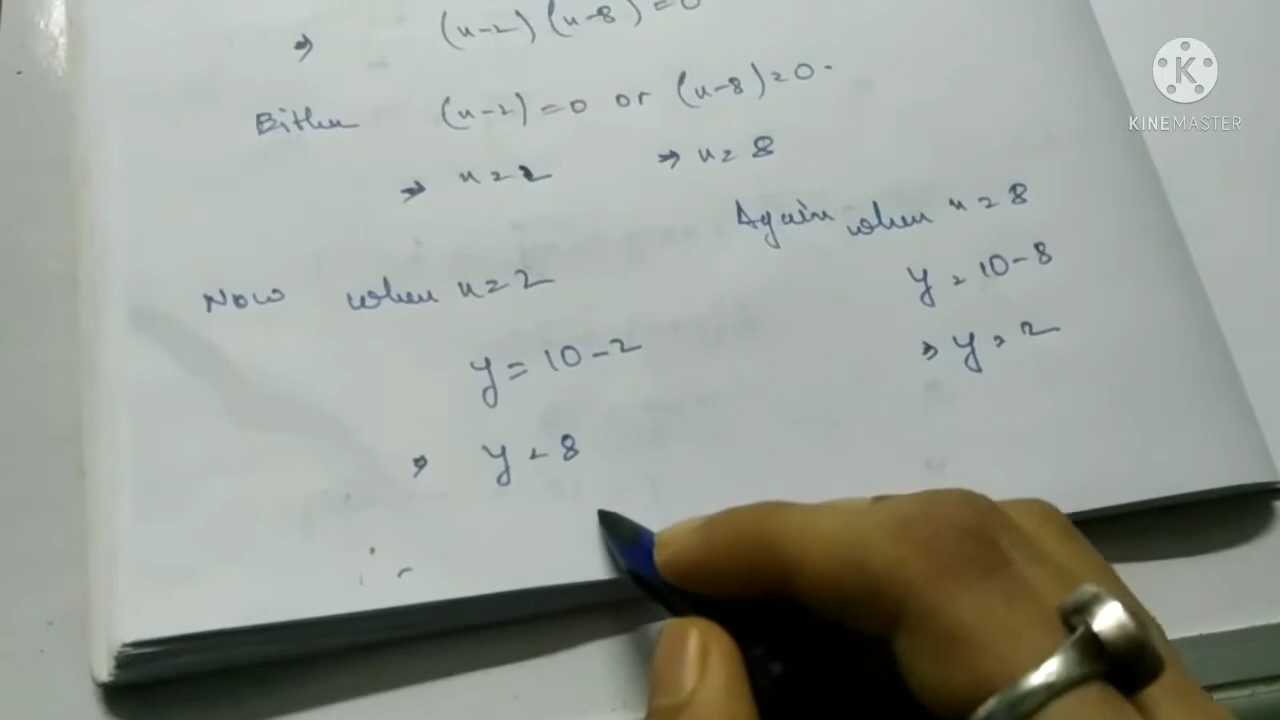 ⇒ (x-2) (x-8) = 0
Either (x-2) = 0 or (x-8) = 0.
⇒ x = 2 ⇒ x = 8
Again when x = 8
Now when x = 2
y = 10-8
y = 10-2
⇒ y = 2
⇒ y = 8
KINEMASTER